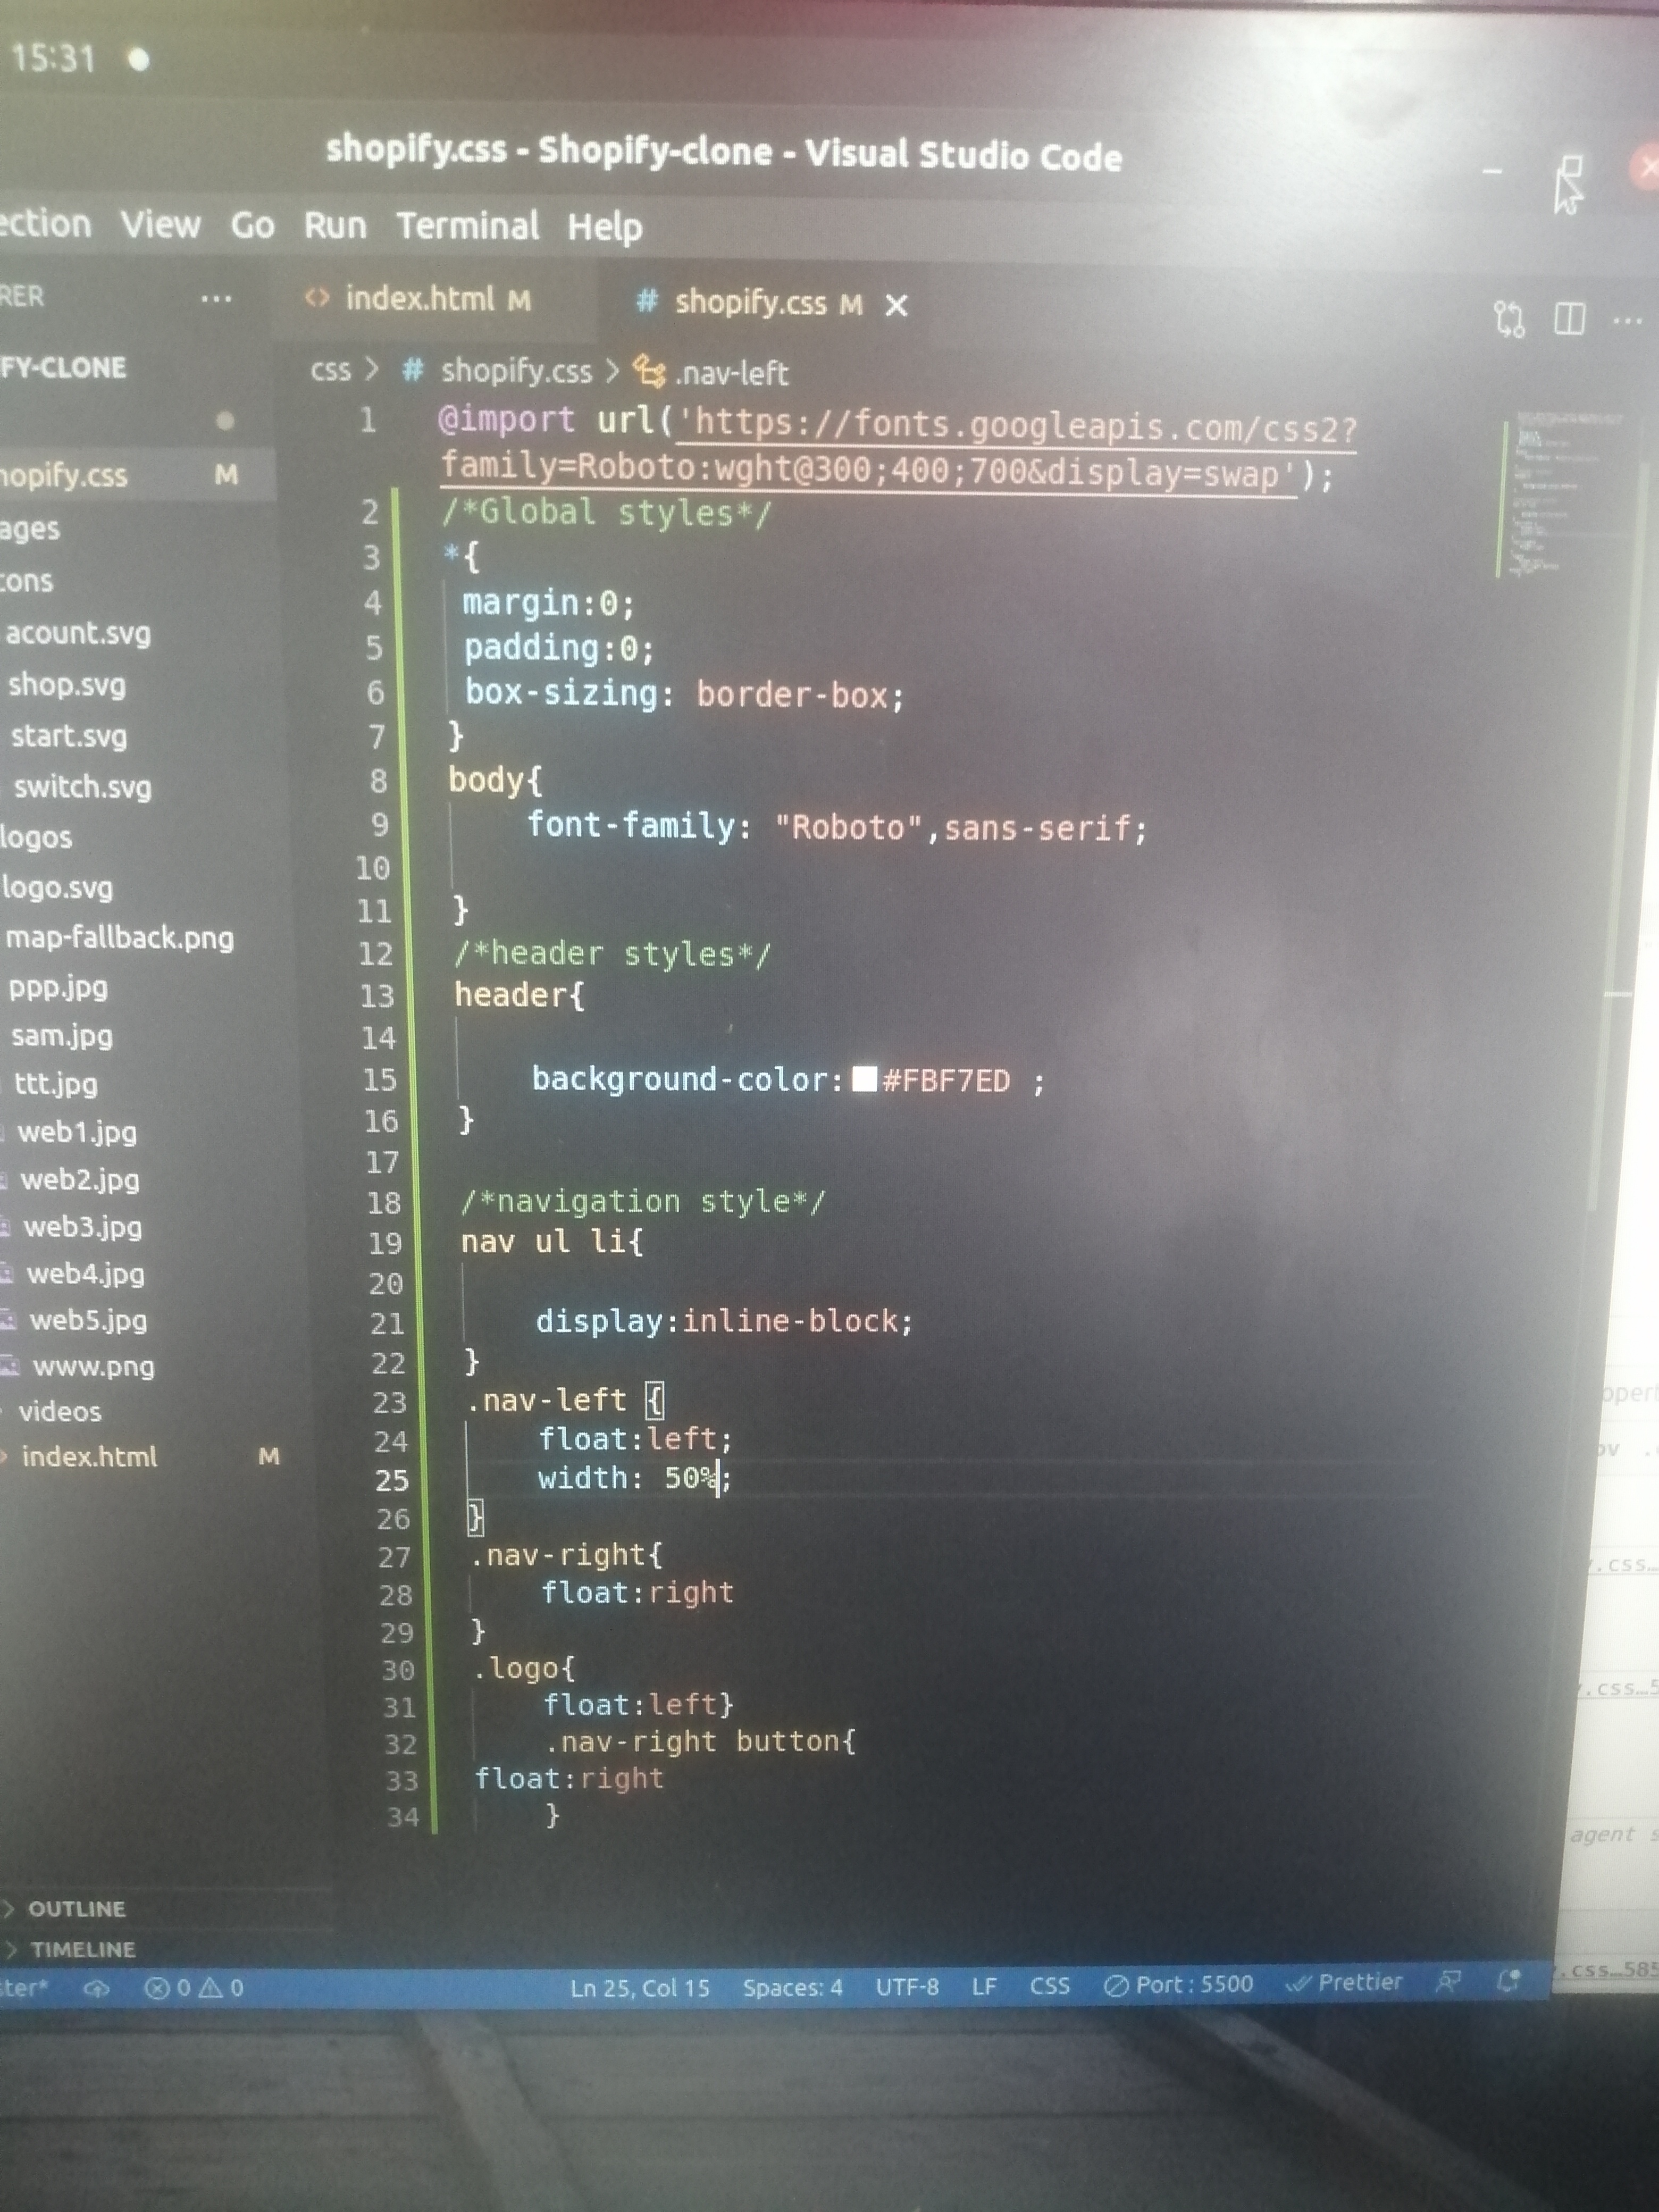 15:31
shopify.css - Shopify-clone - Visual Studio Code
ection View Go Run Terminal Help
RER ...
index.html M
# shopify.css M
FY-CLONE
css > # shopify.css > .nav-left
hopify.css M
ages
cons
acount.svg
shop.svg
start.svg
switch.svg
logos
logo.svg
map-fallback.png
ppp.jpg
sam.jpg
ttt.jpg
web1.jpg
web2.jpg
web3.jpg
web4.jpg
web5.jpg
www.png
videos
index.html M
OUTLINE
TIMELINE
1 @import url('https://fonts.googleapis.com/css2?
family=Roboto:wght@300;400;700&display=swap');
2 /*Global styles*/
3 *{
4 margin:0;
5 padding:0;
6 box-sizing: border-box;
7 }
8 body{
9 font-family: "Roboto",sans-serif;
10
11 }
12 /*header styles*/
13 header{
14
15 background-color:#FBF7ED ;
16 }
17
18 /*navigation style*/
19 nav ul li{
20
21 display:inline-block;
22 }
23 .nav-left {
24 float:left;
25 width: 50%;
26 }
27 .nav-right{
28 float:right
29 }
30 .logo{
31 float:left}
32 .nav-right button{
33 float:right
34 }
opert
ov
.css…
.css…5
agent s
.css…585
ster* 0 0 Ln 25, Col 15 Spaces: 4 UTF-8 LF CSS Port : 5500 Prettier